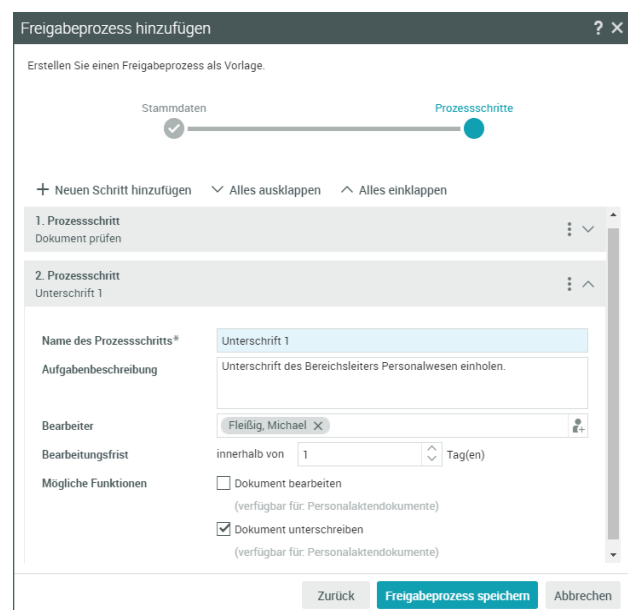 Freigabeprozess hinzufügen ?
Erstellen Sie einen Freigabeprozess als Vorlage.
Stammdaten Prozessschritte
Neuen Schritt hinzufügen Alles ausklappen Alles einklappen
1. Prozessschritt
Dokument prüfen
2. Prozessschritt
Unterschrift 1
Name des Prozessschritts* Unterschrift 1
Aufgabenbeschreibung Unterschrift des Bereichsleiters Personalwesen einholen.
Bearbeiter Fleißig, Michael
Bearbeitungsfrist innerhalb von 1 Tag(en)
Mögliche Funktionen Dokument bearbeiten
(verfügbar für: Personalaktendokumente)
Dokument unterschreiben
(verfügbar für: Personalaktendokumente)
Zurück Freigabeprozess speichern Abbrechen